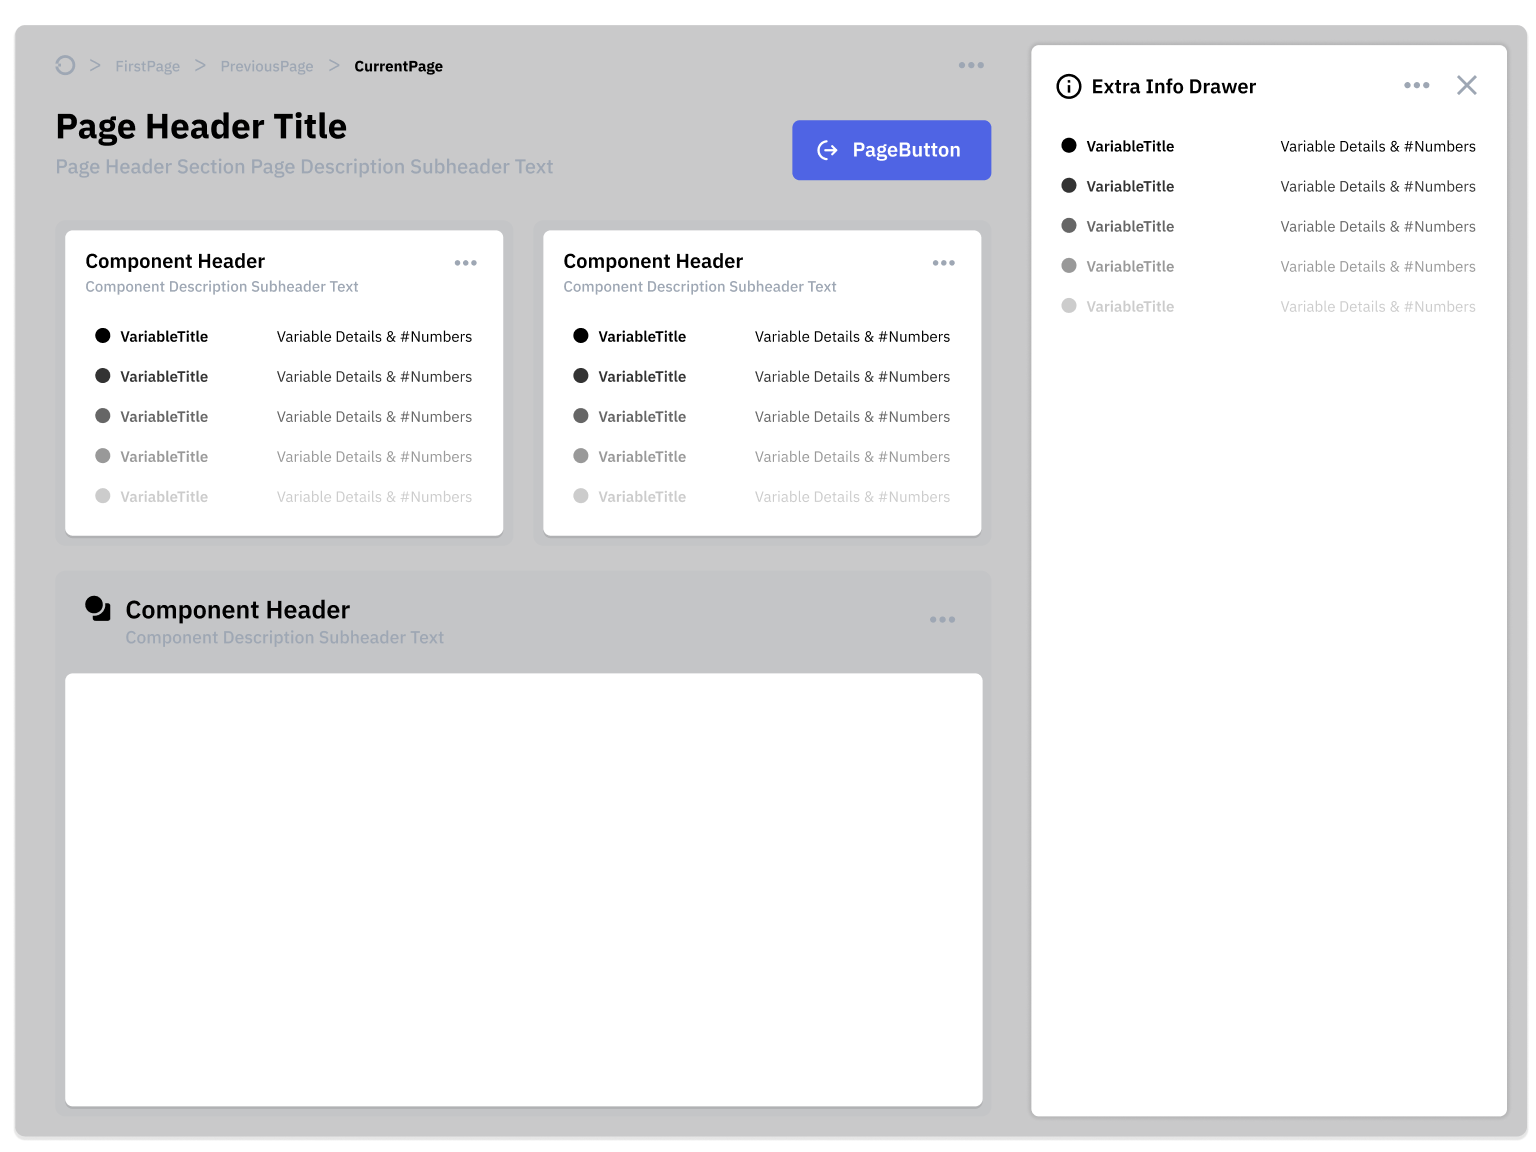 > FirstPage > PreviousPage > CurrentPage
Page Header Title
Page Header Section Page Description Subheader Text
PageButton
Component Header
Component Description Subheader Text
VariableTitle Variable Details & #Numbers
VariableTitle Variable Details & #Numbers
VariableTitle Variable Details & #Numbers
VariableTitle Variable Details & #Numbers
VariableTitle Variable Details & #Numbers
Component Header
Component Description Subheader Text
VariableTitle Variable Details & #Numbers
VariableTitle Variable Details & #Numbers
VariableTitle Variable Details & #Numbers
VariableTitle Variable Details & #Numbers
VariableTitle Variable Details & #Numbers
Component Header
Component Description Subheader Text
Extra Info Drawer
VariableTitle Variable Details & #Numbers
VariableTitle Variable Details & #Numbers
VariableTitle Variable Details & #Numbers
VariableTitle Variable Details & #Numbers
VariableTitle Variable Details & #Numbers